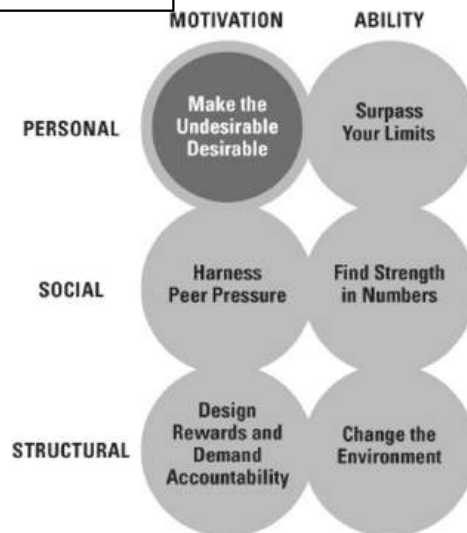 MOTIVATION ABILITY
PERSONAL
Make the
Undesirable
Desirable
Surpass
Your Limits
SOCIAL
Harness
Peer Pressure
Find Strength
in Numbers
STRUCTURAL
Design
Rewards and
Demand
Accountability
Change the
Environment